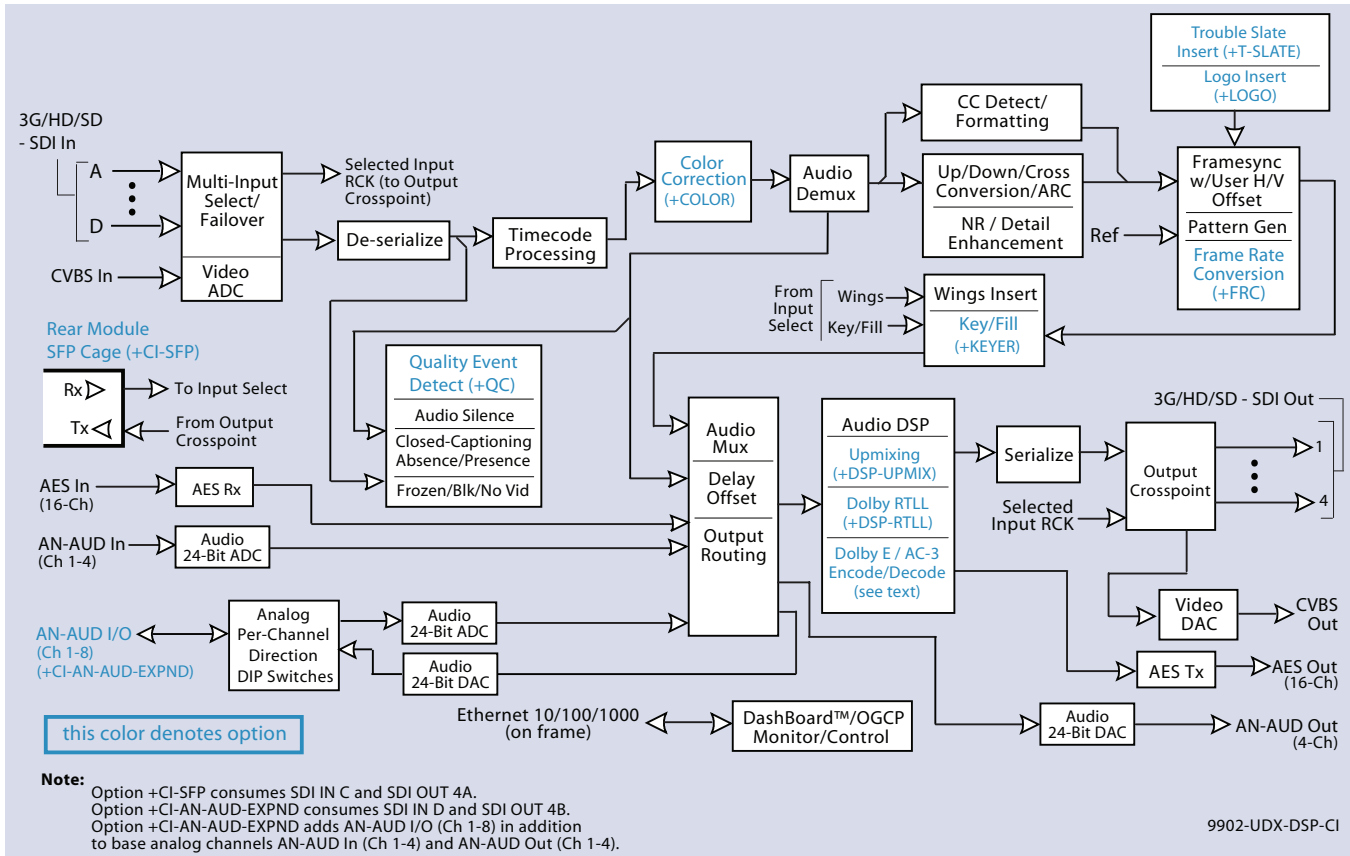 Trouble Slate
Insert (+T-SLATE)
Logo Insert
(+LOGO)
3G/HD/SD
- SDI In
A
D
CVBS In
Multi-Input
Select/
Failover
Video
ADC
Selected Input
RCK (to Output
Crosspoint)
De-serialize
Timecode
Processing
Color
Correction
(+COLOR)
Audio
Demux
CC Detect/
Formatting
Up/Down/Cross
Conversion/ARC
NR / Detail
Enhancement
Ref
Framesync
w/User H/V
Offset
Pattern Gen
Frame Rate
Conversion
(+FRC)
From
Input
Select
Wings
Key/Fill
Wings Insert
Key/Fill
(+KEYER)
Rear Module
SFP Cage (+CI-SFP)
Rx
To Input Select
Tx
From Output
Crosspoint
Quality Event
Detect (+QC)
Audio Silence
Closed-Captioning
Absence/Presence
Frozen/Blk/No Vid
AES In
(16-Ch)
AES Rx
AN-AUD In
(Ch 1-4)
Audio
24-Bit ADC
Audio
Mux
Delay
Offset
Output
Routing
Audio DSP
Upmixing
(+DSP-UPMIX)
Dolby RTLL
(+DSP-RTLL)
Dolby E / AC-3
Encode/Decode
(see text)
Serialize
Selected
Input RCK
Output
Crosspoint
3G/HD/SD - SDI Out
1
4
Video
DAC
CVBS
Out
AES Tx
AES Out
(16-Ch)
Audio
24-Bit DAC
AN-AUD Out
(4-Ch)
AN-AUD I/O
(Ch 1-8)
(+CI-AN-AUD-EXPND)
Analog
Per-Channel
Direction
DIP Switches
Audio
24-Bit ADC
Audio
24-Bit DAC
Ethernet 10/100/1000
(on frame)
DashBoard™/OGCP
Monitor/Control
this color denotes option
Note:
Option +CI-SFP consumes SDI IN C and SDI OUT 4A.
Option +CI-AN-AUD-EXPND consumes SDI IN D and SDI OUT 4B.
Option +CI-AN-AUD-EXPND adds AN-AUD I/O (Ch 1-8) in addition
to base analog channels AN-AUD In (Ch 1-4) and AN-AUD Out (Ch 1-4).
9902-UDX-DSP-CI